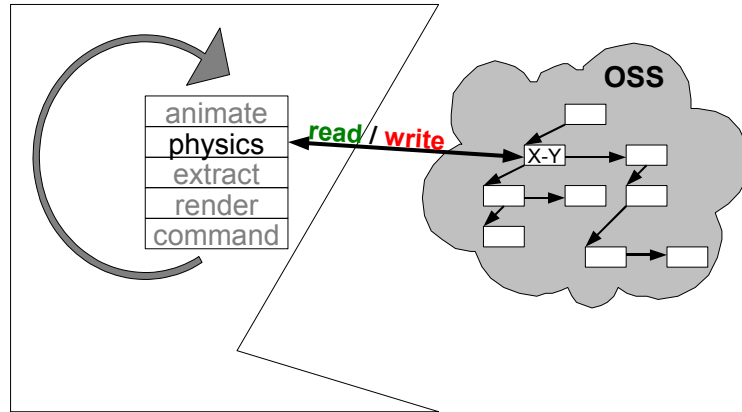 animate
physics
extract
render
command
read / write
OSS
X-Y